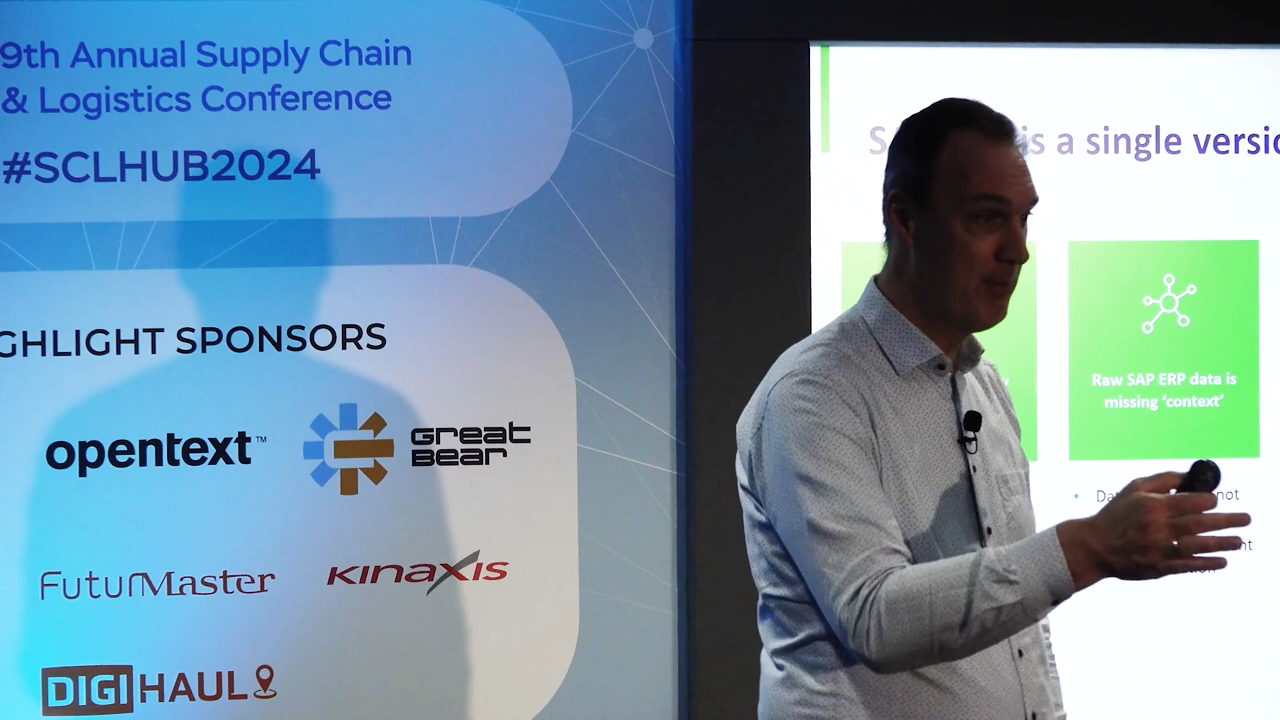 9th Annual Supply Chain
& Logistics Conference
#SCLHUB2024
GHLIGHT SPONSORS
opentext™
Great
Bear
FuturMaster
Kinaxis
DIGIHAUL
is a single versio
Raw SAP ERP data is
missing ‘context’
not